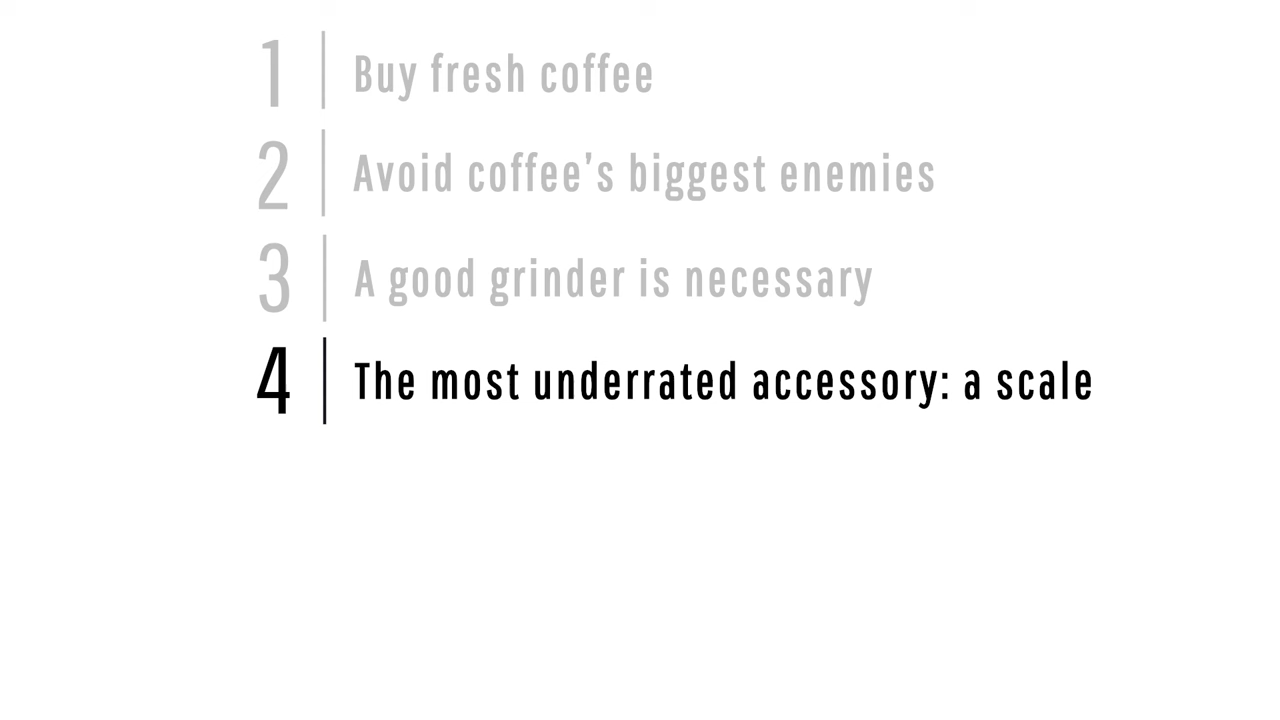 1 Buy fresh coffee
2 Avoid coffee’s biggest enemies
3 A good grinder is necessary
4 The most underrated accessory: a scale